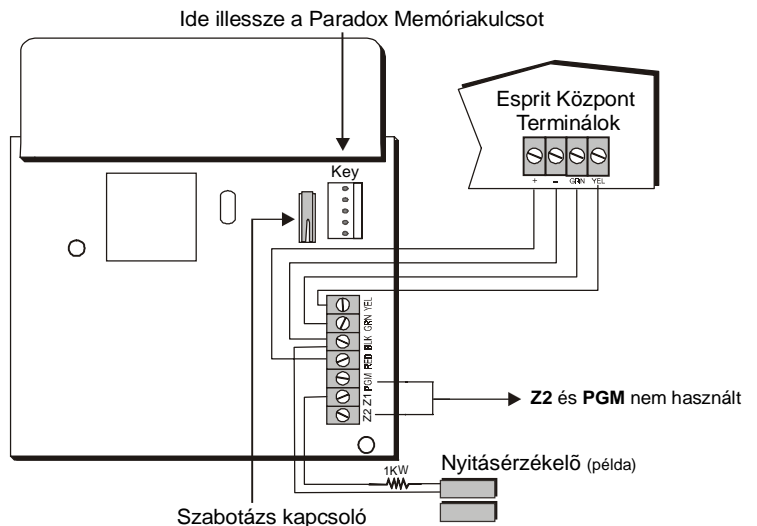 Ide illessze a Paradox Memóriakulcsot
Esprit Központ
Terminálok
+ – GRN YEL
Key
YEL
GRN
BLK
RED
PGM
Z1
Z2
Z2 és PGM nem használt
1KW
Nyitásérzékelõ (példa)
Szabotázs kapcsoló